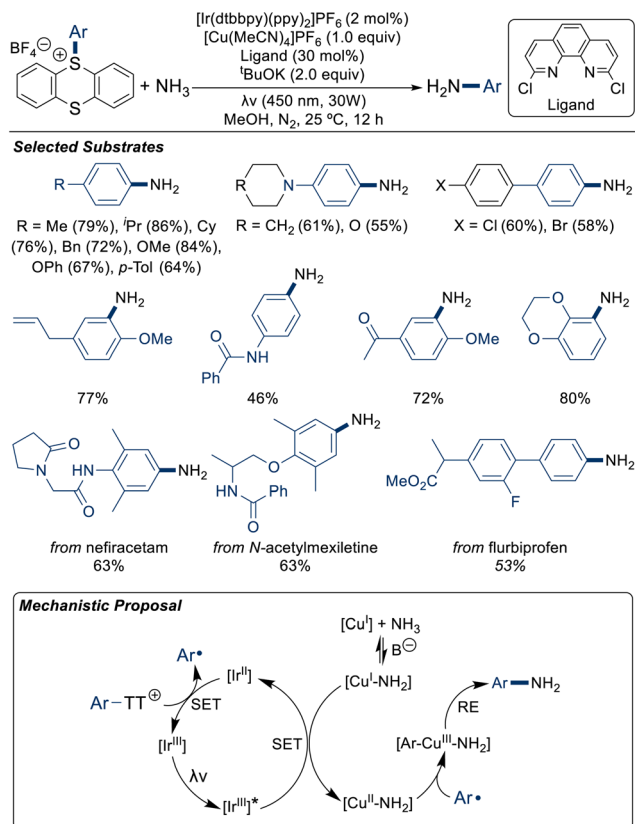 [Ir(dtbbpy)(ppy)2]PF6 (2 mol%)
[Cu(MeCN)4]PF6 (1.0 equiv)
Ligand (30 mol%)
tBuOK (2.0 equiv)
BF4⊖
Ar
S
+
S
+ NH3
H2N–Ar
λν (450 nm, 30W)
MeOH, N2, 25 ºC, 12 h
N
N
Cl
Cl
Ligand
Selected Substrates
R
NH2
R
N
NH2
X
NH2
R = Me (79%), iPr (86%), Cy
(76%), Bn (72%), OMe (84%),
OPh (67%), p-Tol (64%)
R = CH2 (61%), O (55%)
X = Cl (60%), Br (58%)
NH2
OMe
NH2
O
NH
Ph
O
NH2
OMe
O
O
NH2
77%
46%
72%
80%
O
N
O
NH
NH2
O
HN
Ph
O
NH2
MeO2C
F
NH2
from nefiracetam
63%
from N-acetylmexiletine
63%
from flurbiprofen
53%
Mechanistic Proposal
[CuI] + NH3
B⊖
Ar•
[IrII]
[CuI-NH2]
Ar–NH2
Ar–TT⊕
SET
RE
[IrIII]
SET
[Ar-CuIII-NH2]
λν
[IrIII]*
[CuII-NH2]
Ar•